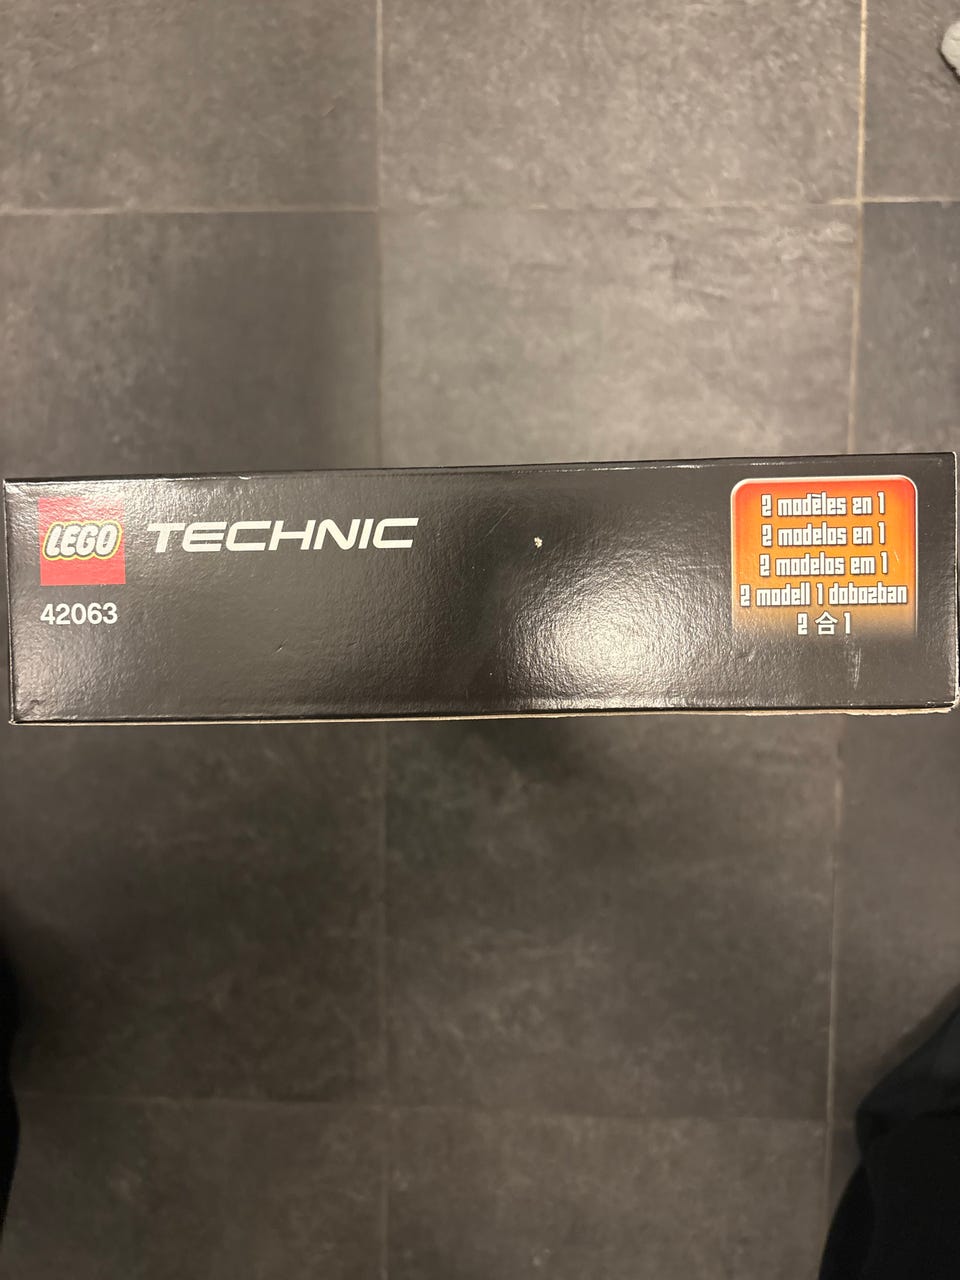 LEGO TECHNIC
42063
2 modèles en 1
2 modelos en 1
2 modelos em 1
2 modell 1 dobozban
2 合 1